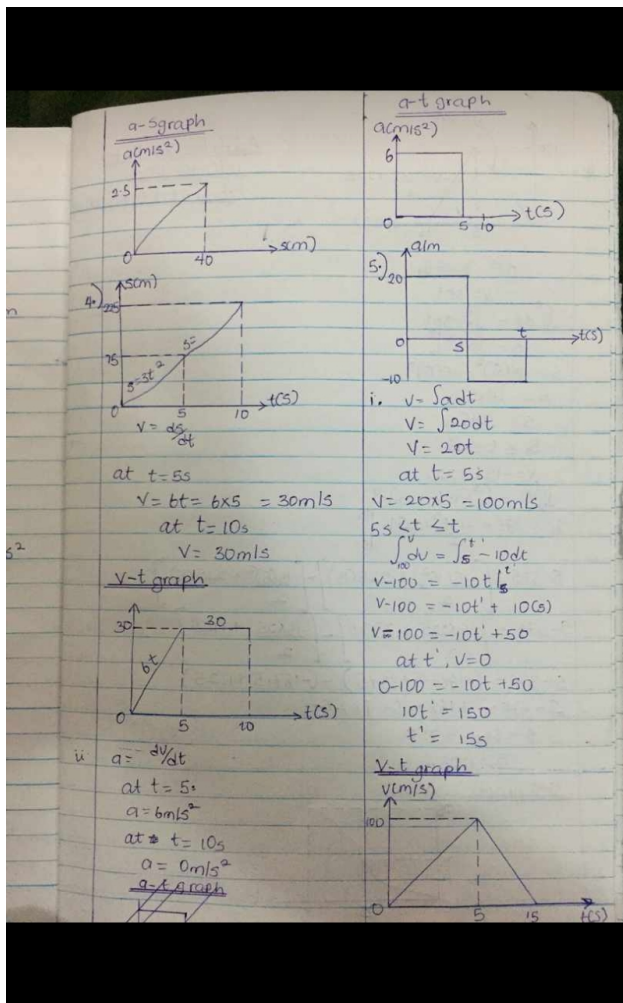 a-s graph
a(m/s²)
2.5
0
40
s(m)
4.)
s(m)
225
75
s=3t²
s=
0
5
10
t(s)
V = ds/dt
at t=5s
V= 6t= 6x5 = 30m/s
at t=10s
V= 30m/s
V-t graph
30
30
6t
0
5
10
t(s)
ii a= dv/dt
at t=5s
a=6m/s²
at t= 10s
a= 0m/s²
a-t graph
a-t graph
a(m/s²)
6
0
5
10
t(s)
5.)
a/m
20
0
5
t
t(s)
-10
i. V= ∫adt
V= ∫20dt
V= 20t
at t= 5s
V= 20x5 =100m/s
5s<t≤t
∫₁₀₀ᵛdv = ∫₅ᵗ'-10dt
V-100 = -10t|₅ᵗ'
V-100 = -10t' + 10(5)
V=100 = -10t' +50
at t', V=0
0-100 = -10t +50
10t' = 150
t' = 15s
V-t graph
V(m/s)
100
0
5
15
t(s)
n
s²